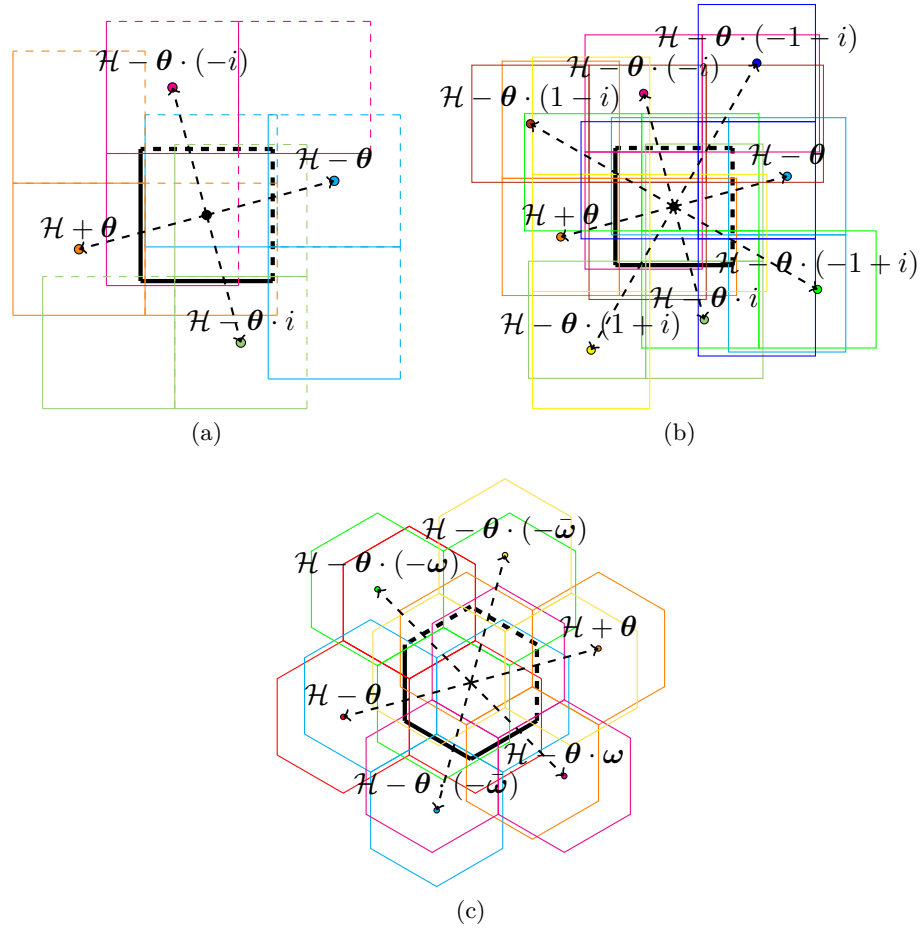 𝓗 − 𝜽 · (−i)
𝓗 − 𝜽
𝓗 + 𝜽
𝓗 − 𝜽 · i
(a)
𝓗 − 𝜽 · (−1 − i)
𝓗 − 𝜽 · (−i)
𝓗 − 𝜽 · (1 − i)
𝓗 − 𝜽
𝓗 + 𝜽
𝓗 − 𝜽 · (−1 + i)
𝓗 − 𝜽 · i
𝓗 − 𝜽 · (1 + i)
(b)
𝓗 − 𝜽 · (−𝝎̄)
𝓗 − 𝜽 · (−𝝎)
𝓗 + 𝜽
𝓗 − 𝜽
𝓗 − 𝜽 · 𝝎
𝓗 − 𝜽 · (−𝝎̄)
(c)